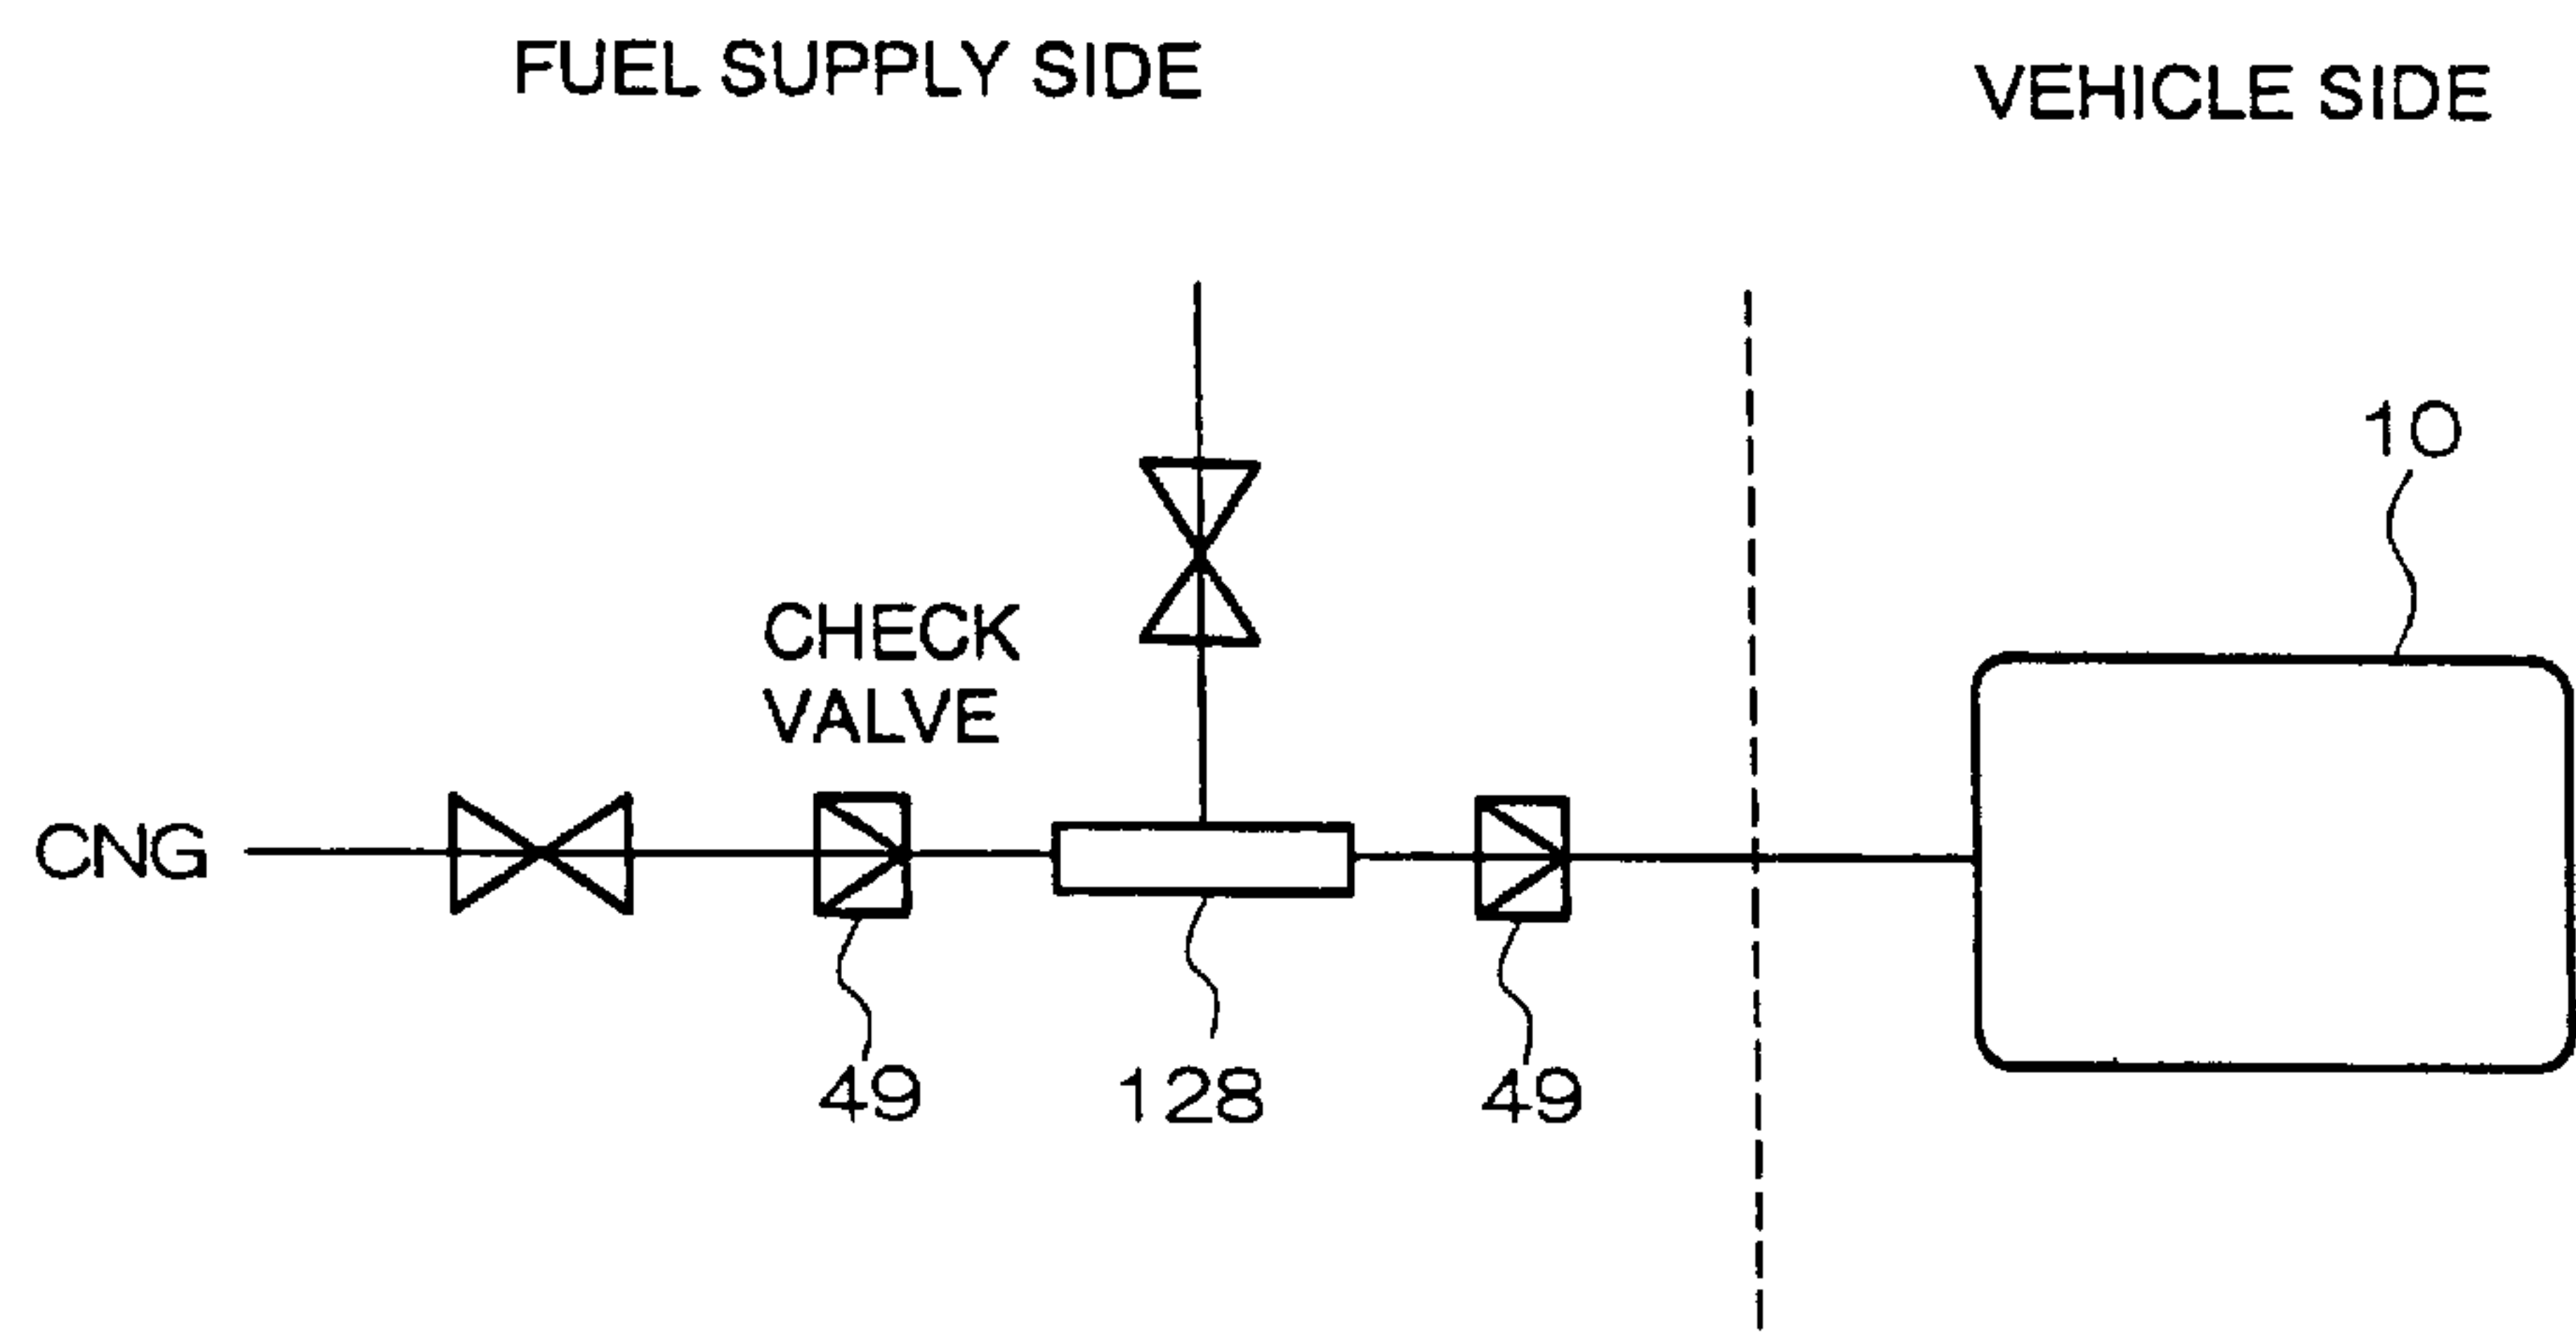 FUEL SUPPLY SIDE
VEHICLE SIDE
10
CHECK
VALVE
CNG
49
128
49